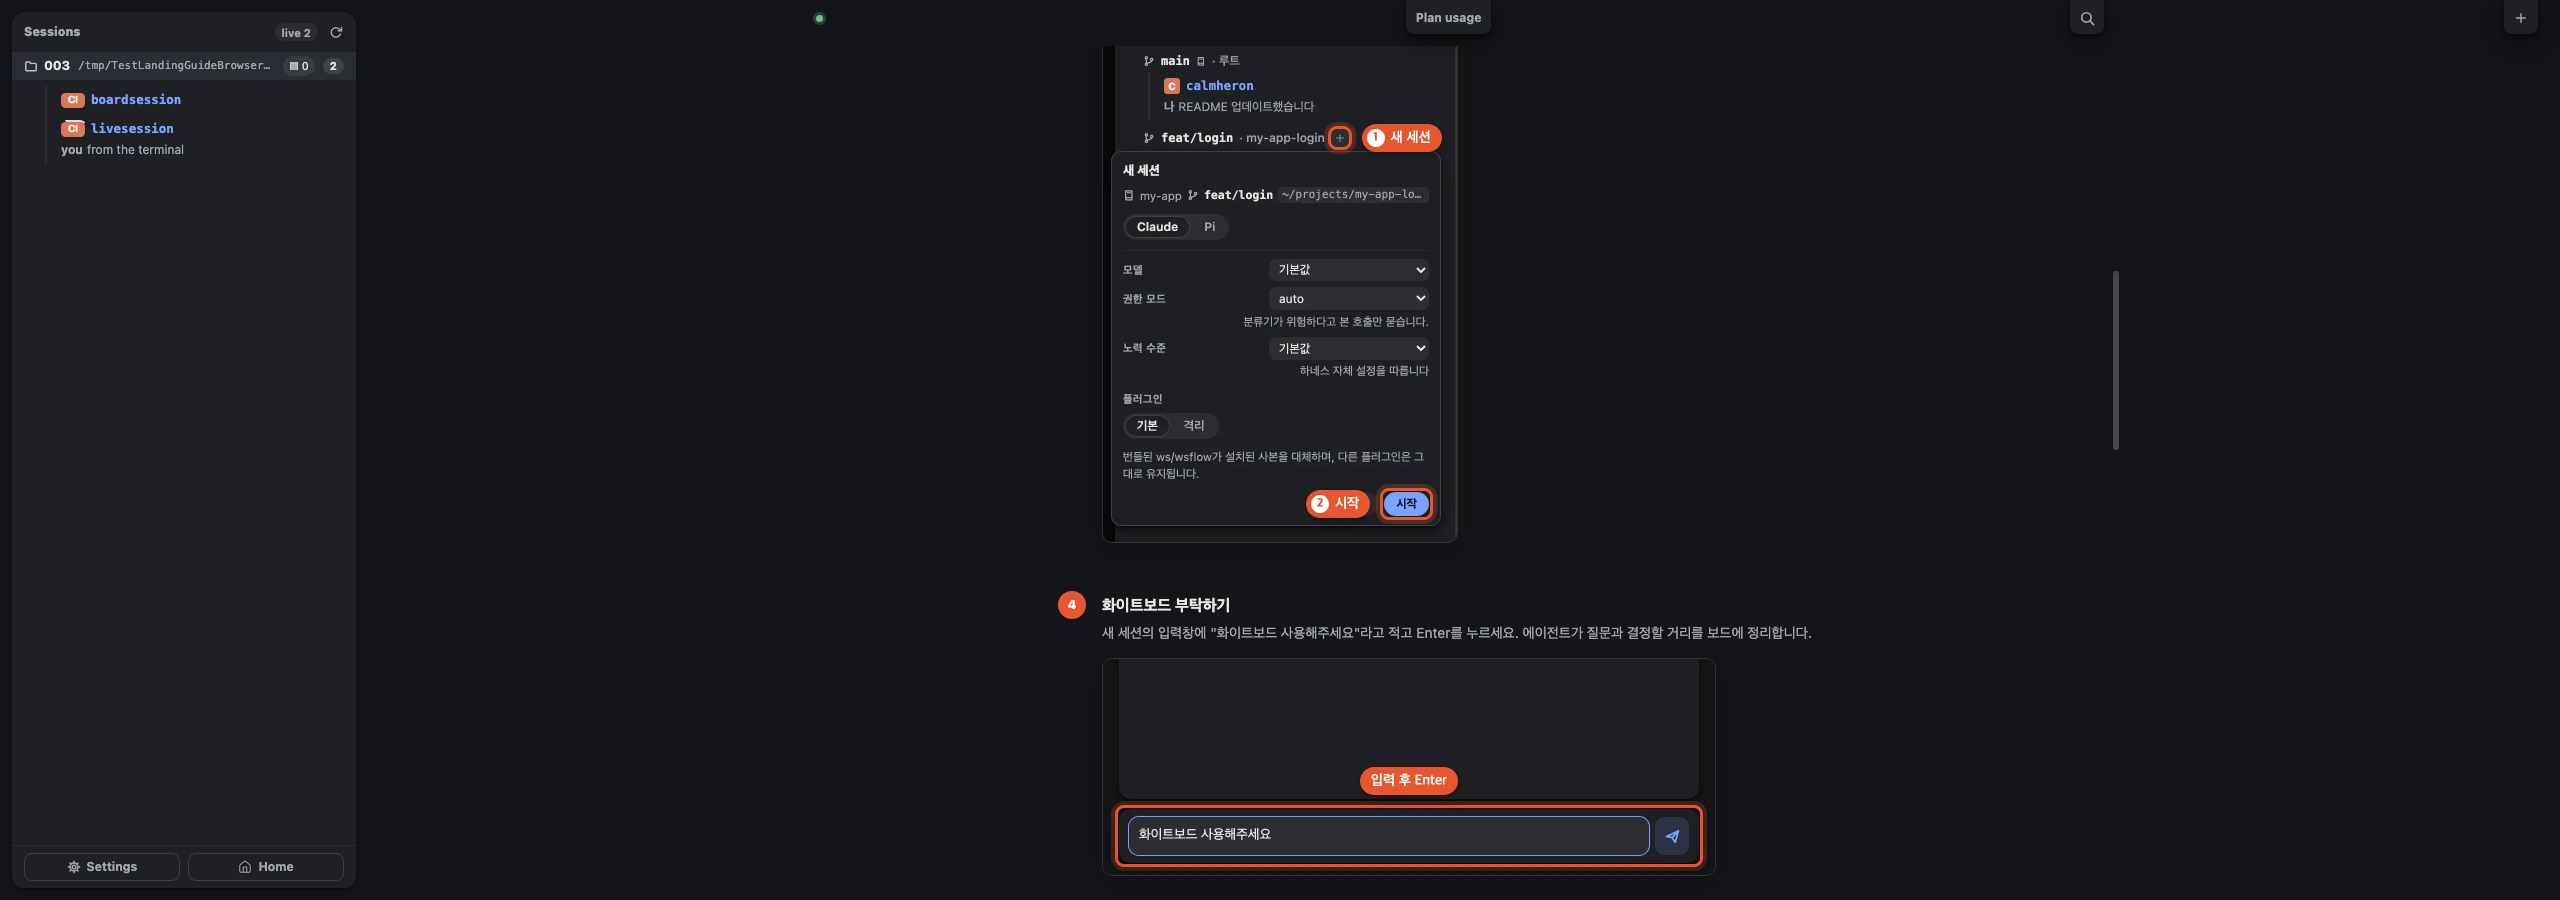 Sessions
live 2
003 /tmp/TestLandingGuideBrowser… 0 2
CI boardsession
CI livesession
you from the terminal
Settings
Home
Plan usage
main · 루트
C calmheron
나 README 업데이트했습니다
feat/login · my-app-login + 1 새 세션
새 세션
my-app feat/login ~/projects/my-app-lo…
Claude Pi
모델 기본값
권한 모드 auto
분류기가 위험하다고 본 호출만 묻습니다.
노력 수준 기본값
하네스 자체 설정을 따릅니다
플러그인
기본 격리
번들된 ws/wsflow가 설치된 사본을 대체하며, 다른 플러그인은 그
대로 유지됩니다.
2 시작 시작
4 화이트보드 부탁하기
새 세션의 입력창에 "화이트보드 사용해주세요"라고 적고 Enter를 누르세요. 에이전트가 질문과 결정할 거리를 보드에 정리합니다.
입력 후 Enter
화이트보드 사용해주세요